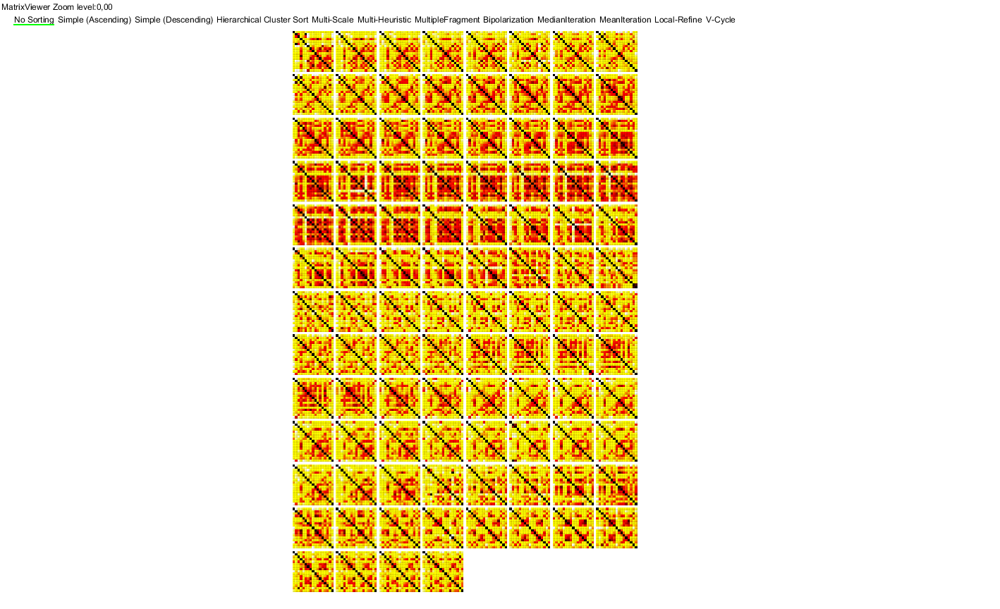 MatrixViewer Zoom level:0,00
No Sorting Simple (Ascending) Simple (Descending) Hierarchical Cluster Sort Multi-Scale Multi-Heuristic MultipleFragment Bipolarization MedianIteration MeanIteration Local-Refine V-Cycle